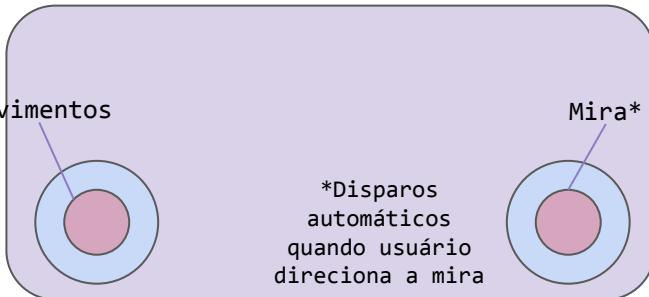 vimentos
Mira*
*Disparos
automáticos
quando usuário
direciona a mira